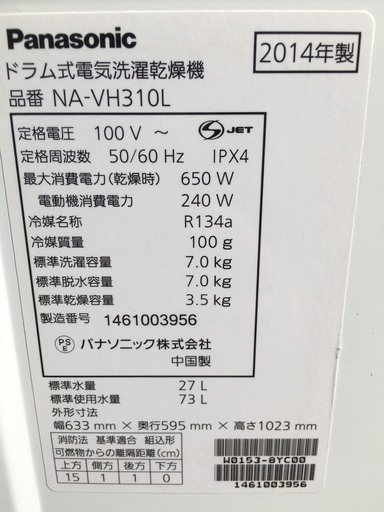 Panasonic
2014年製
ドラム式電気洗濯乾燥機
品番 NA-VH310L
定格電圧 100 V ～
S JET
定格周波数 50/60 Hz IPX4
最大消費電力(乾燥時) 650 W
電動機消費電力 240 W
冷媒名称 R134a
冷媒質量 100 g
標準洗濯容量 7.0 kg
標準脱水容量 7.0 kg
標準乾燥容量 3.5 kg
製造番号 1461003956
PSE パナソニック株式会社
中国製
標準水量 27 L
標準使用水量 73 L
外形寸法
幅633 mm × 奥行595 mm × 高さ1023 mm
消防法 基準適合 組込形
可燃物からの離隔距離(cm)
上方 側方 後方 下方
15 1 1 0
W0153-8YC00
1461003956